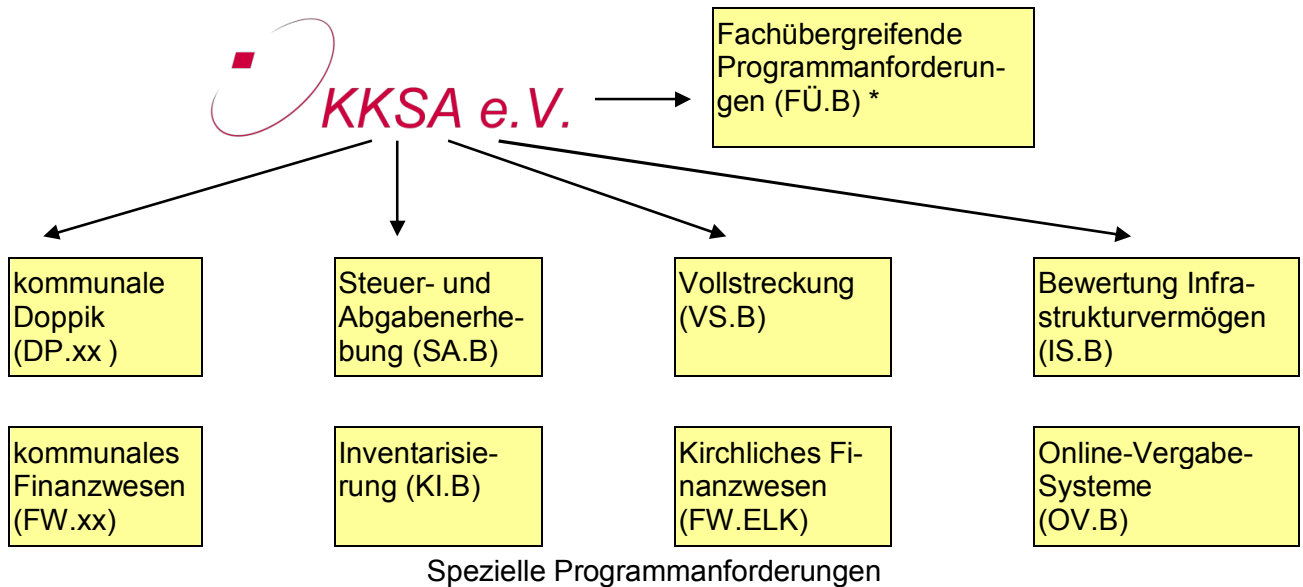 KKSA e.V.
Fachübergreifende
Programmanforderun-
gen (FÜ.B) *
kommunale
Doppik
(DP.xx )
Steuer- und
Abgabenerhe-
bung (SA.B)
Vollstreckung
(VS.B)
Bewertung Infra-
strukturvermögen
(IS.B)
kommunales
Finanzwesen
(FW.xx)
Inventarisie-
rung (KI.B)
Kirchliches Fi-
nanzwesen
(FW.ELK)
Online-Vergabe-
Systeme
(OV.B)
Spezielle Programmanforderungen